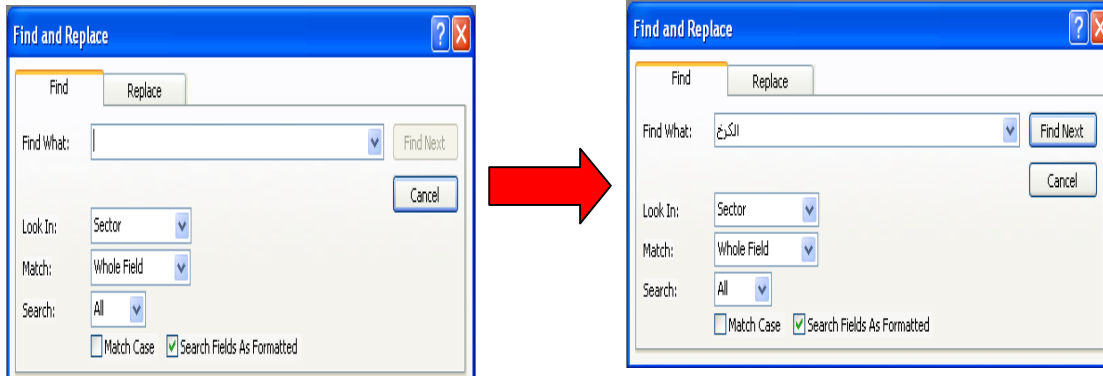 Find and Replace
Find
Replace
Find What:
Find Next
Cancel
Look In:
Sector
Match:
Whole Field
Search:
All
Match Case
Search Fields As Formatted
Find and Replace
Find
Replace
Find What:
الكرخ
Find Next
Cancel
Look In:
Sector
Match:
Whole Field
Search:
All
Match Case
Search Fields As Formatted